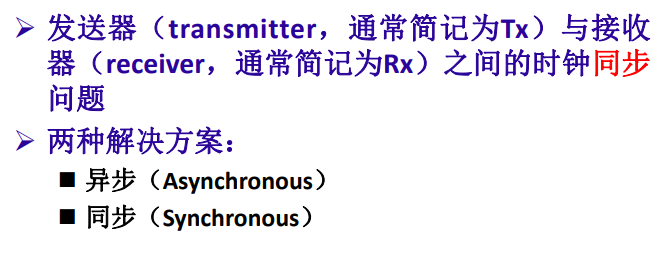 发送器（transmitter，通常简记为Tx）与接收
器（receiver，通常简记为Rx）之间的时钟同步
问题
两种解决方案：
异步（Asynchronous）
同步（Synchronous）